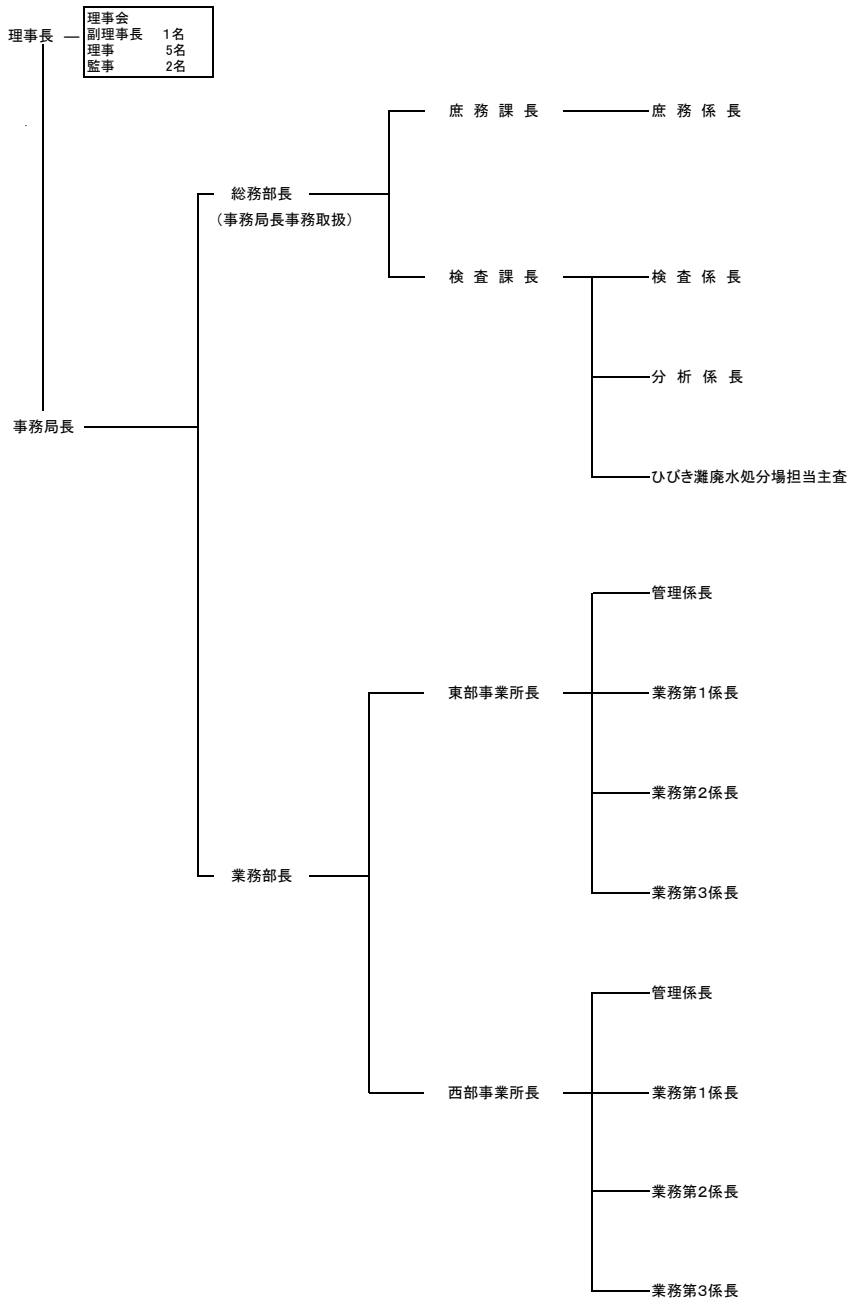 理事長
理事会
副理事長 1名
理事 5名
監事 2名
庶 務 課 長
庶 務 係 長
総務部長
(事務局長事務取扱)
検 査 課 長
検 査 係 長
分 析 係 長
事務局長
ひびき灘廃水処分場担当主査
管理係長
東部事業所長
業務第1係長
業務第2係長
業務部長
業務第3係長
管理係長
西部事業所長
業務第1係長
業務第2係長
業務第3係長